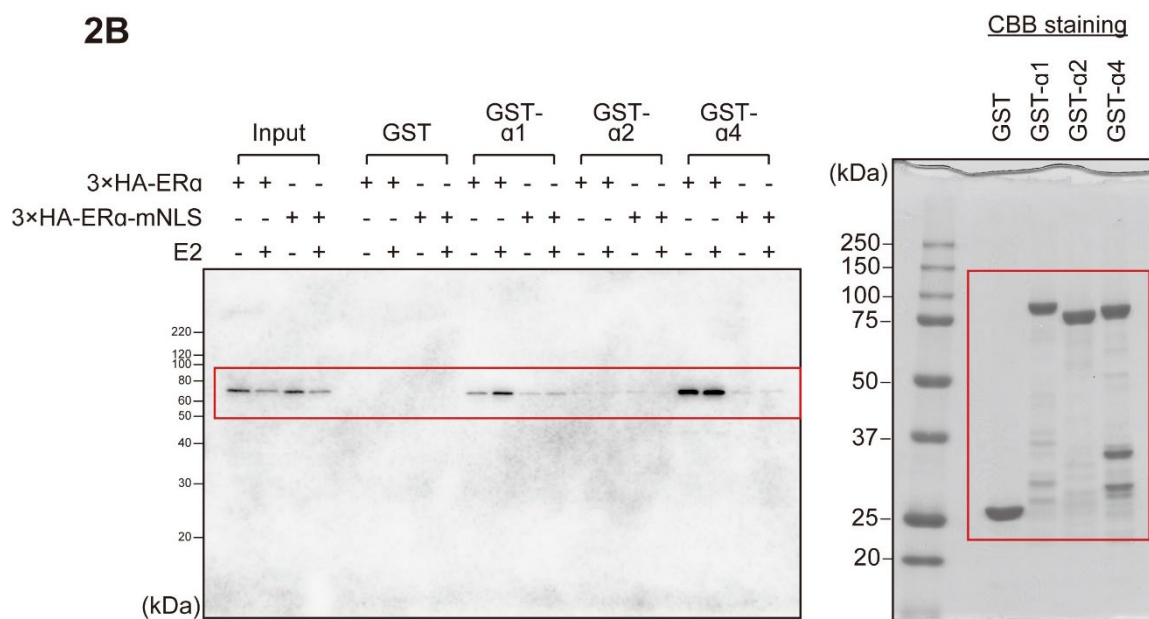 2B
Input GST GST-α1 GST-α2 GST-α4
3×HA-ERα + + - - + + - - + + - - + + - - + + - -
3×HA-ERα-mNLS - - + + - - + + - - + + - - + + - - + +
E2 - + - + - + - + - + - + - + - + - + - +
220
120
100
80
60
50
40
30
20
(kDa)
CBB staining
GST GST-α1 GST-α2 GST-α4
(kDa)
250
150
100
75
50
37
25
20